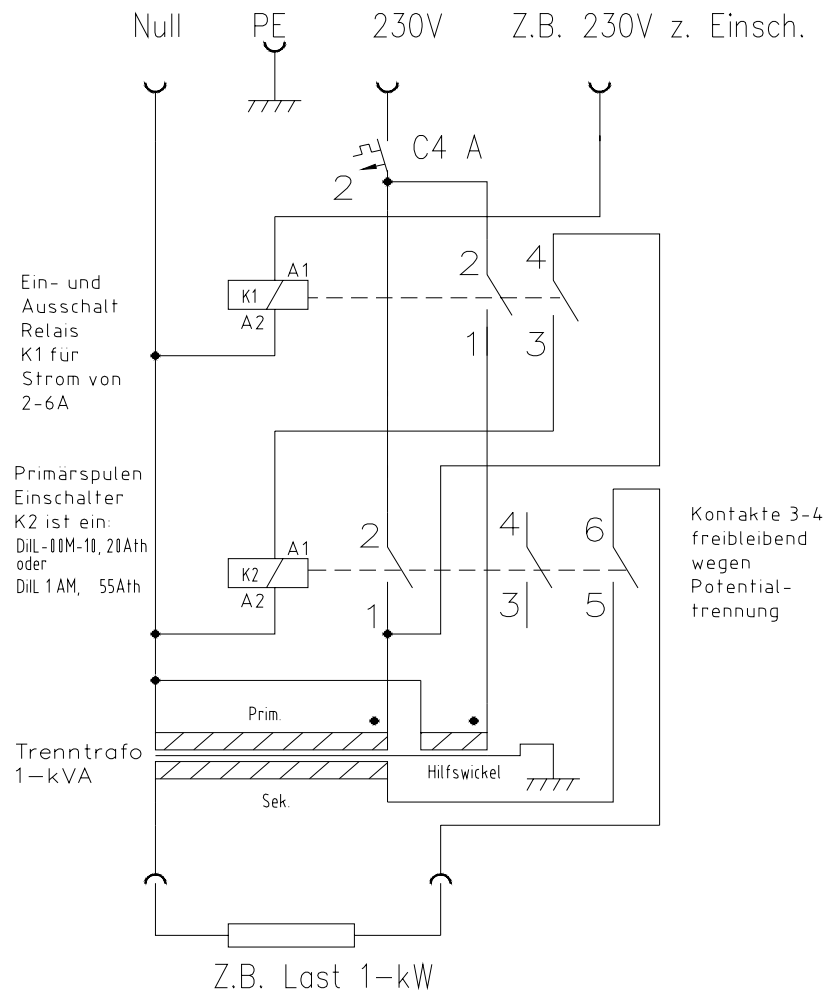 Null
PE
230V
Z.B. 230V z. Einsch.
C4 A
2
2
4
Ein- und
Ausschalt
Relais
K1 für
Strom von
2-6A
A1
K1
A2
1
3
Primärspulen
Einschalter
K2 ist ein:
DilL-00M-10, 20Ath
oder
DilL 1 AM, 55Ath
A1
K2
A2
2
4
6
1
3
5
Kontakte 3-4
freibleibend
wegen
Potential-
trennung
Prim.
Trenntrafo
1-kVA
Hilfswickel
Sek.
Z.B. Last 1-kW